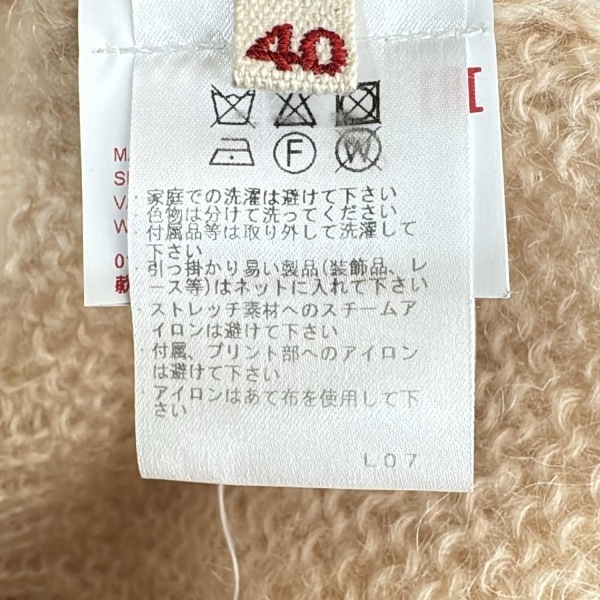 40
F
W
・家庭での洗濯は避けて下さい
・色物は分けて洗ってください
・付属品等は取り外して洗濯して
下さい
・引っ掛かり易い製品(装飾品、レ
ース等)はネットに入れて下さい
・ストレッチ素材へのスチームア
イロンは避けて下さい
・付属、プリント部へのアイロン
は避けて下さい
・アイロンはあて布を使用して下
さい
L07